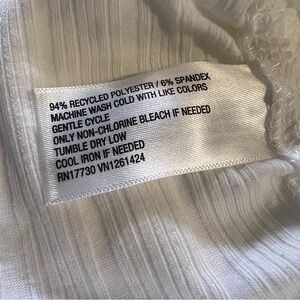 94% RECYCLED POLYESTER / 6% SPANDEX
MACHINE WASH COLD WITH LIKE COLORS
GENTLE CYCLE
ONLY NON-CHLORINE BLEACH IF NEEDED
TUMBLE DRY LOW
COOL IRON IF NEEDED
RN17730 VN1261424